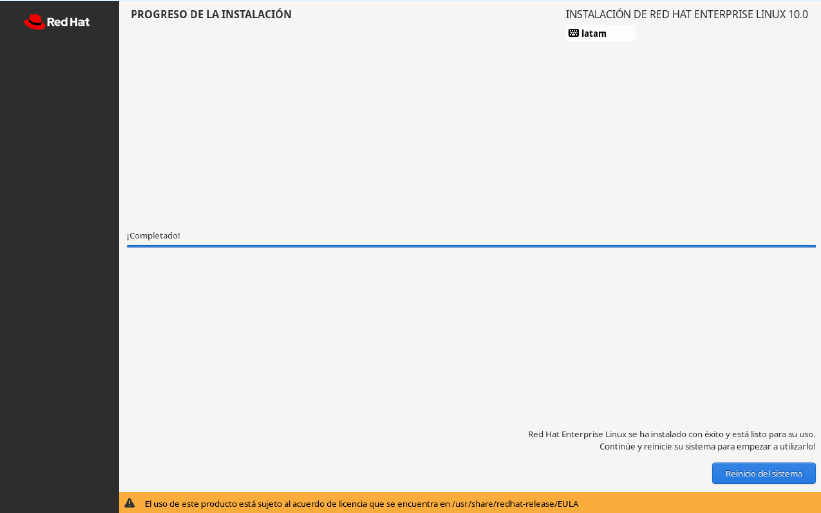 Red Hat
PROGRESO DE LA INSTALACIÓN
INSTALACIÓN DE RED HAT ENTERPRISE LINUX 10.0
latam
¡Completado!
Red Hat Enterprise Linux se ha instalado con éxito y está listo para su uso.
Continúe y reinicie su sistema para empezar a utilizarlo!
Reinicio del sistema
El uso de este producto está sujeto al acuerdo de licencia que se encuentra en /usr/share/redhat-release/EULA